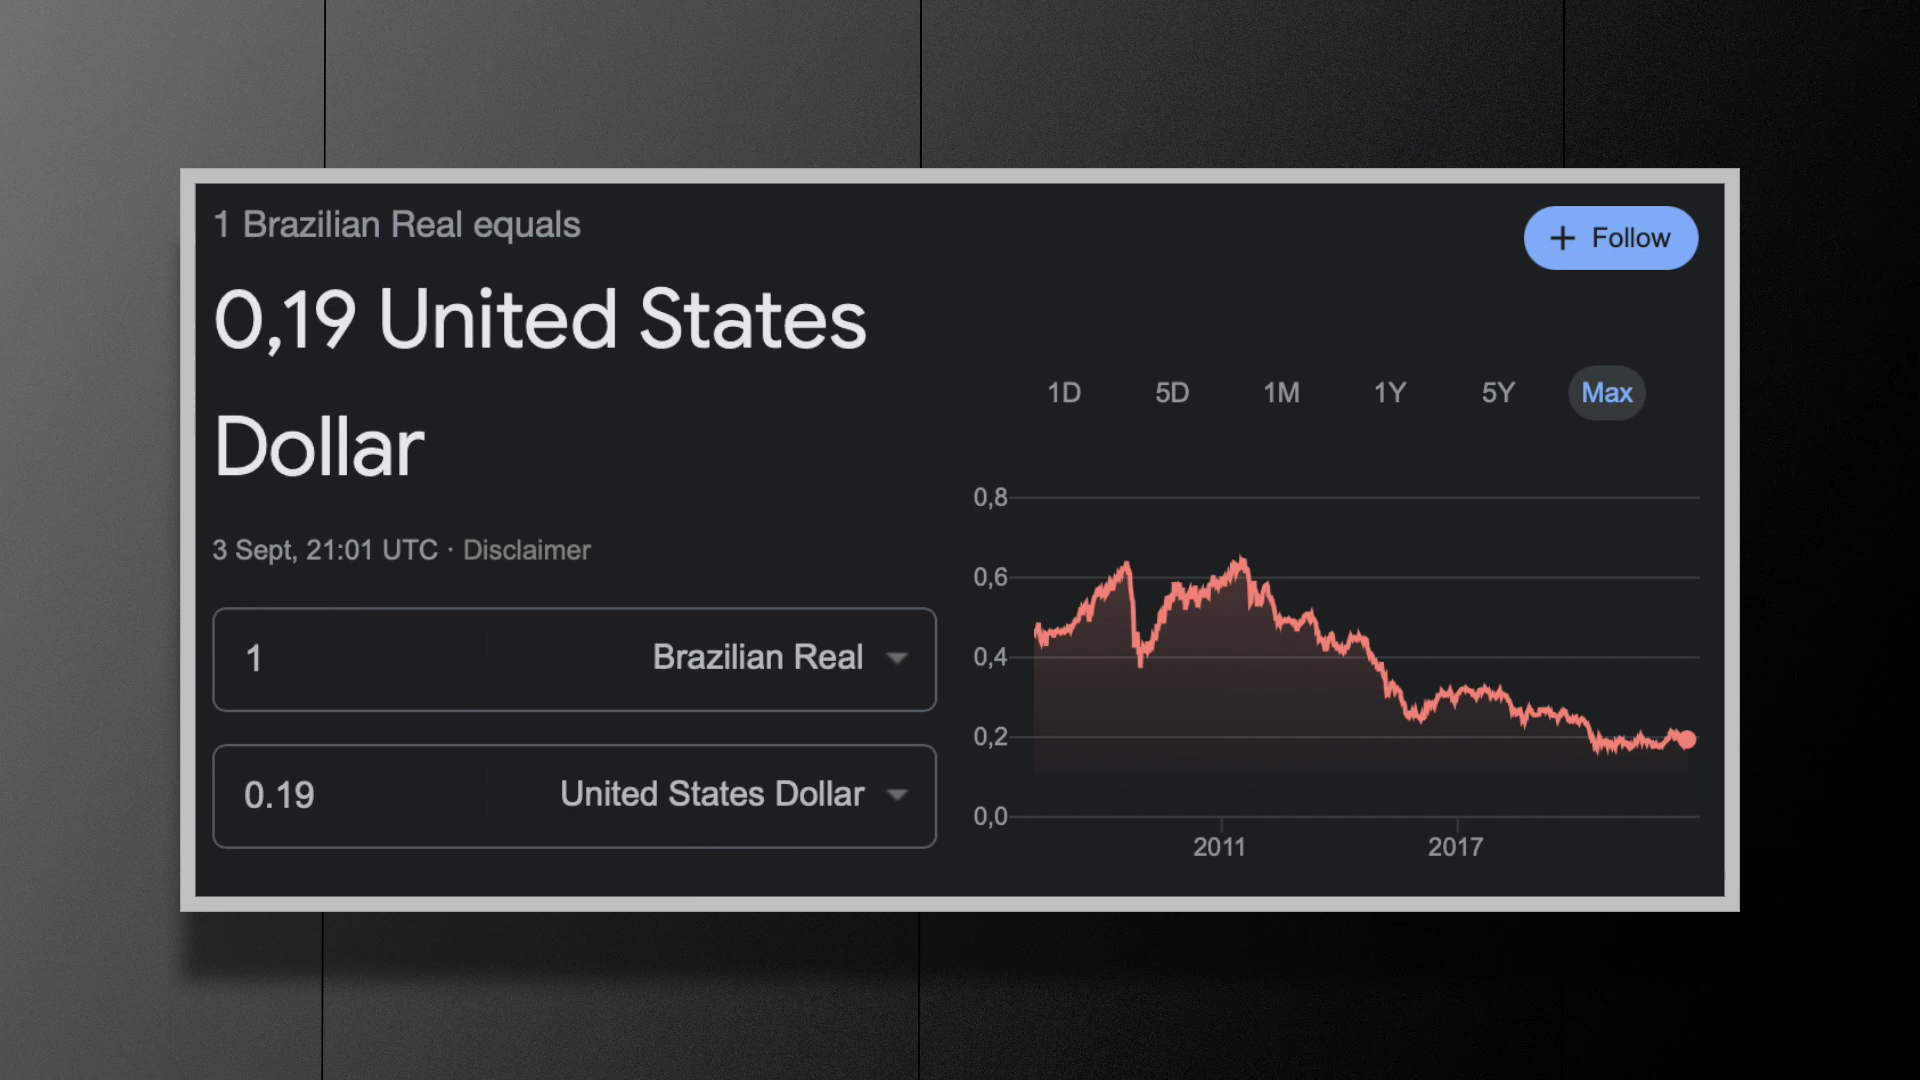 1 Brazilian Real equals
0,19 United States
Dollar
3 Sept, 21:01 UTC · Disclaimer
1 Brazilian Real
0.19 United States Dollar
+ Follow
1D 5D 1M 1Y 5Y Max
0,8
0,6
0,4
0,2
0,0
2011 2017